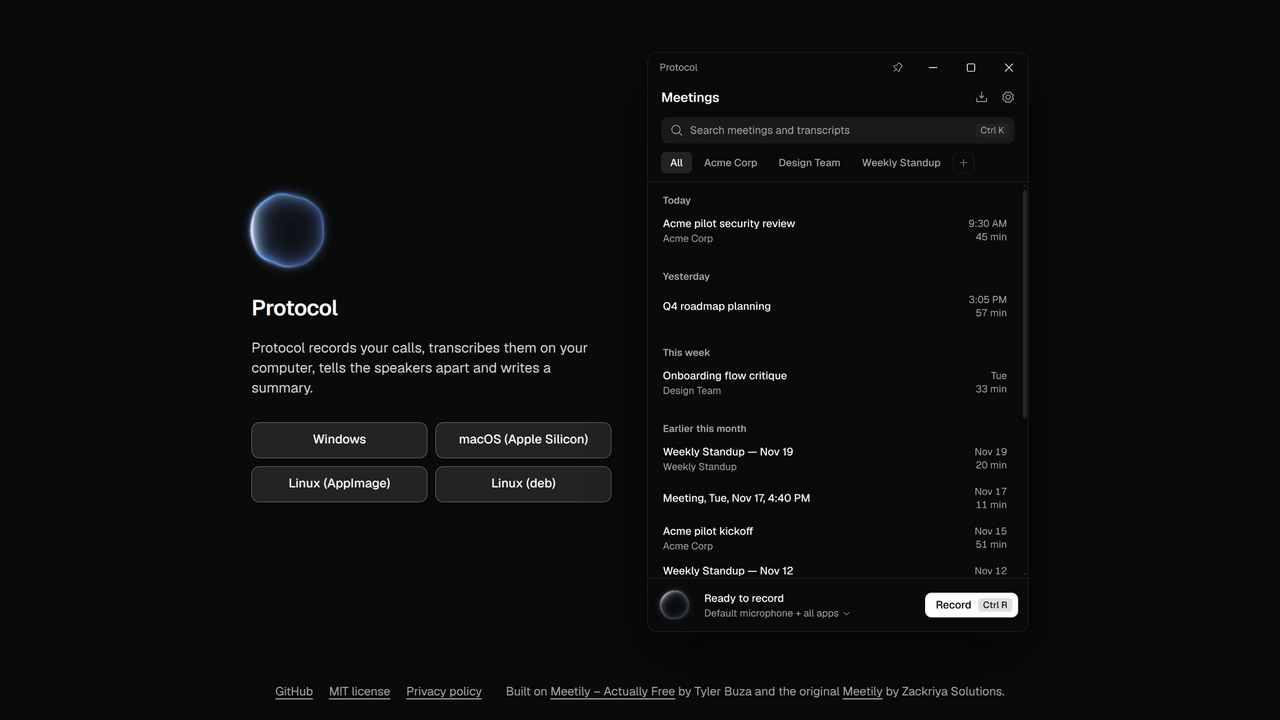 Protocol
Protocol records your calls, transcribes them on your
computer, tells the speakers apart and writes a
summary.
Windows
macOS (Apple Silicon)
Linux (AppImage)
Linux (deb)
Protocol
Meetings
Search meetings and transcripts
Ctrl K
All
Acme Corp
Design Team
Weekly Standup
+
Today
Acme pilot security review
9:30 AM
Acme Corp
45 min
Yesterday
Q4 roadmap planning
3:05 PM
57 min
This week
Onboarding flow critique
Tue
Design Team
33 min
Earlier this month
Weekly Standup — Nov 19
Nov 19
Weekly Standup
20 min
Meeting, Tue, Nov 17, 4:40 PM
Nov 17
11 min
Acme pilot kickoff
Nov 15
Acme Corp
51 min
Weekly Standup — Nov 12
Nov 12
Ready to record
Default microphone + all apps
Record
Ctrl R
GitHub
MIT license
Privacy policy
Built on Meetily – Actually Free by Tyler Buza and the original Meetily by Zackriya Solutions.